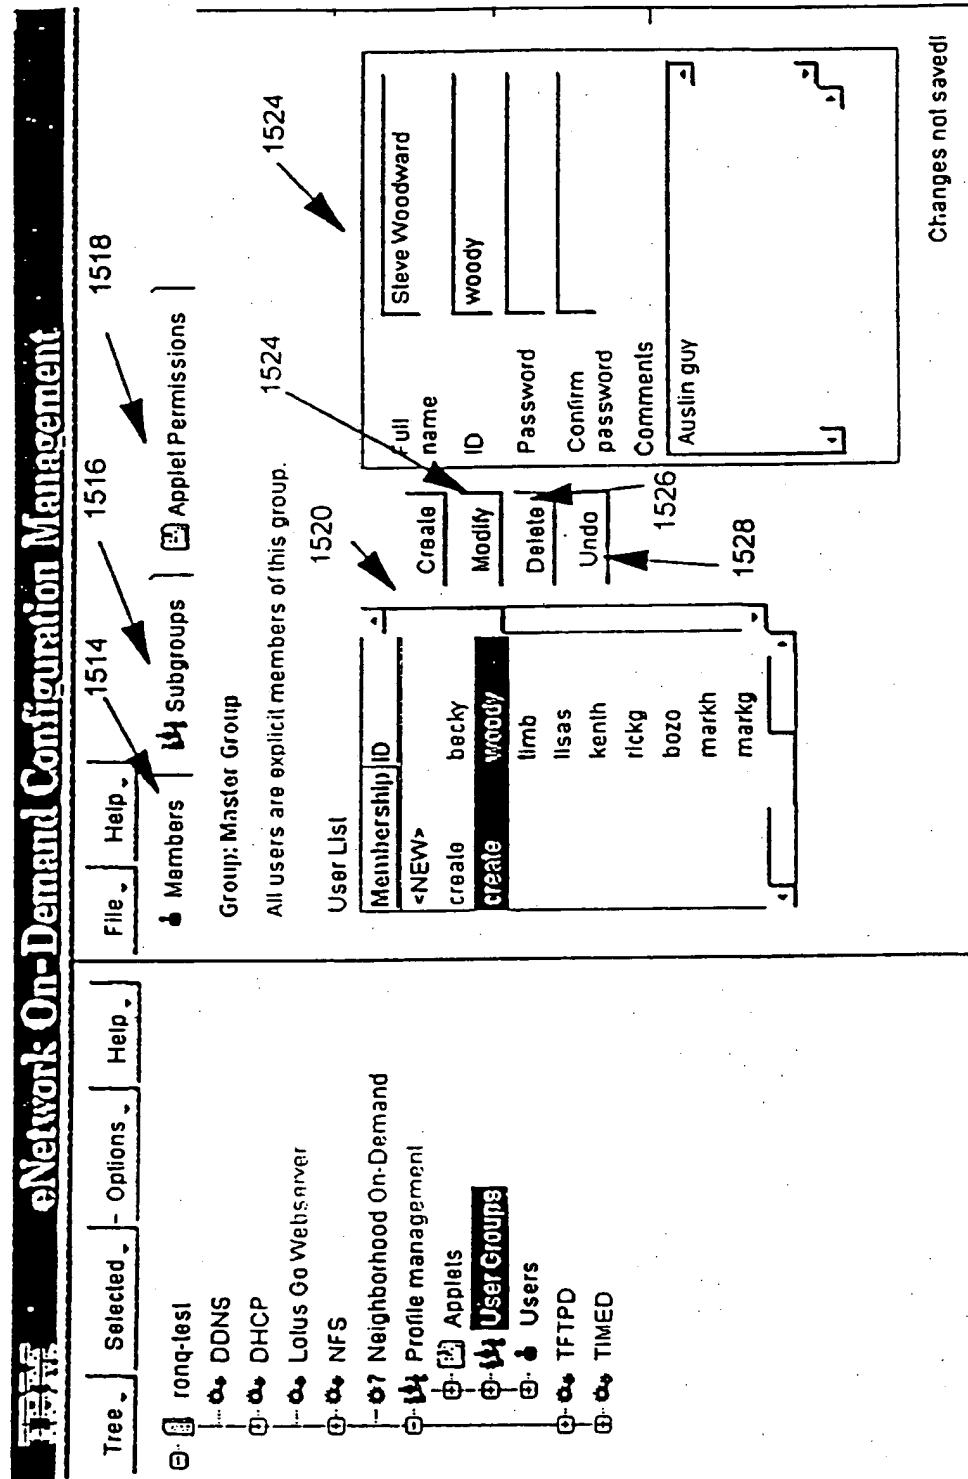 IBM eNetwork On-Demand Configuration Management
Tree Selected Options Help
ronq-test
DDNS
DHCP
Lotus Go Webserver
NFS
Neighborhood On-Demand
Profile management
Applets
User Groups
Users
TFTPD
TIMED
File Help
1514
1516
1518
Members Subgroups Applet Permissions
Group: Master Group
All users are explicit members of this group.
1520
1524
1524
User List
Membership ID
<NEW>
create becky
create woody
timb
lisas
kenth
rickg
bozo
markh
markg
Create
Modify
Delete
Undo
1526
1528
Full name Steve Woodward
ID woody
Password
Confirm password
Comments
Austin guy
Changes not saved!